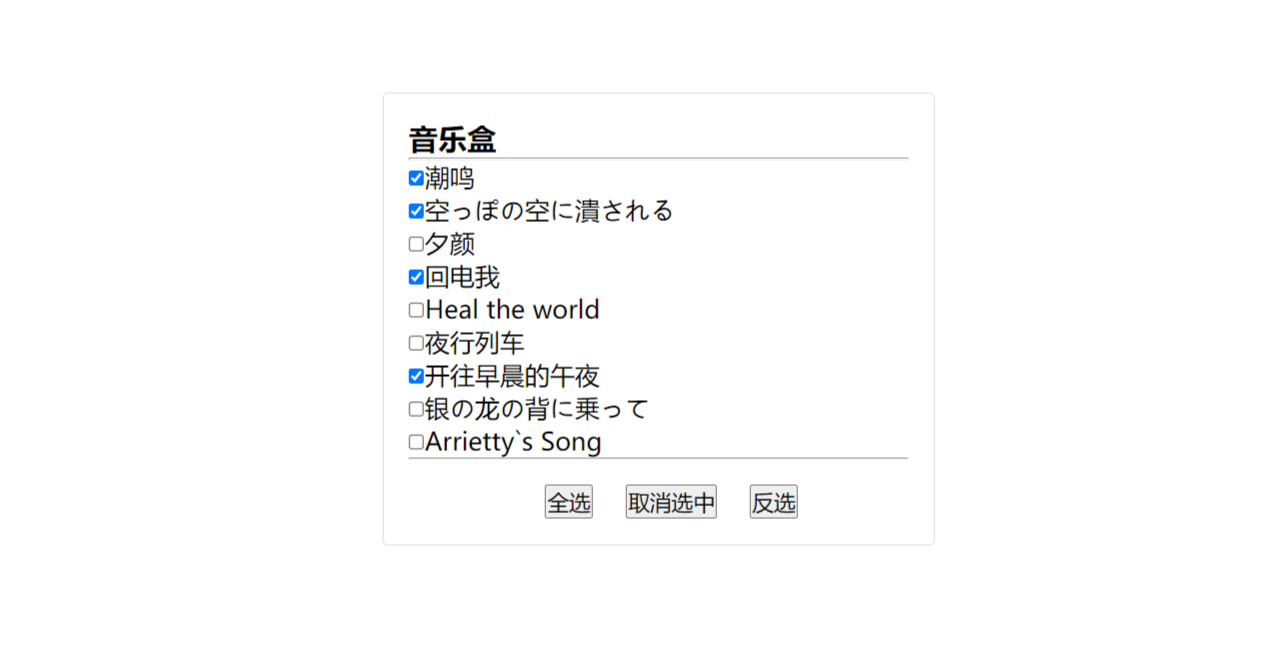 音乐盒
潮鸣
空っぽの空に潰される
夕颜
回电我
Heal the world
夜行列车
开往早晨的午夜
银の龙の背に乗って
Arrietty`s Song
全选 取消选中 反选